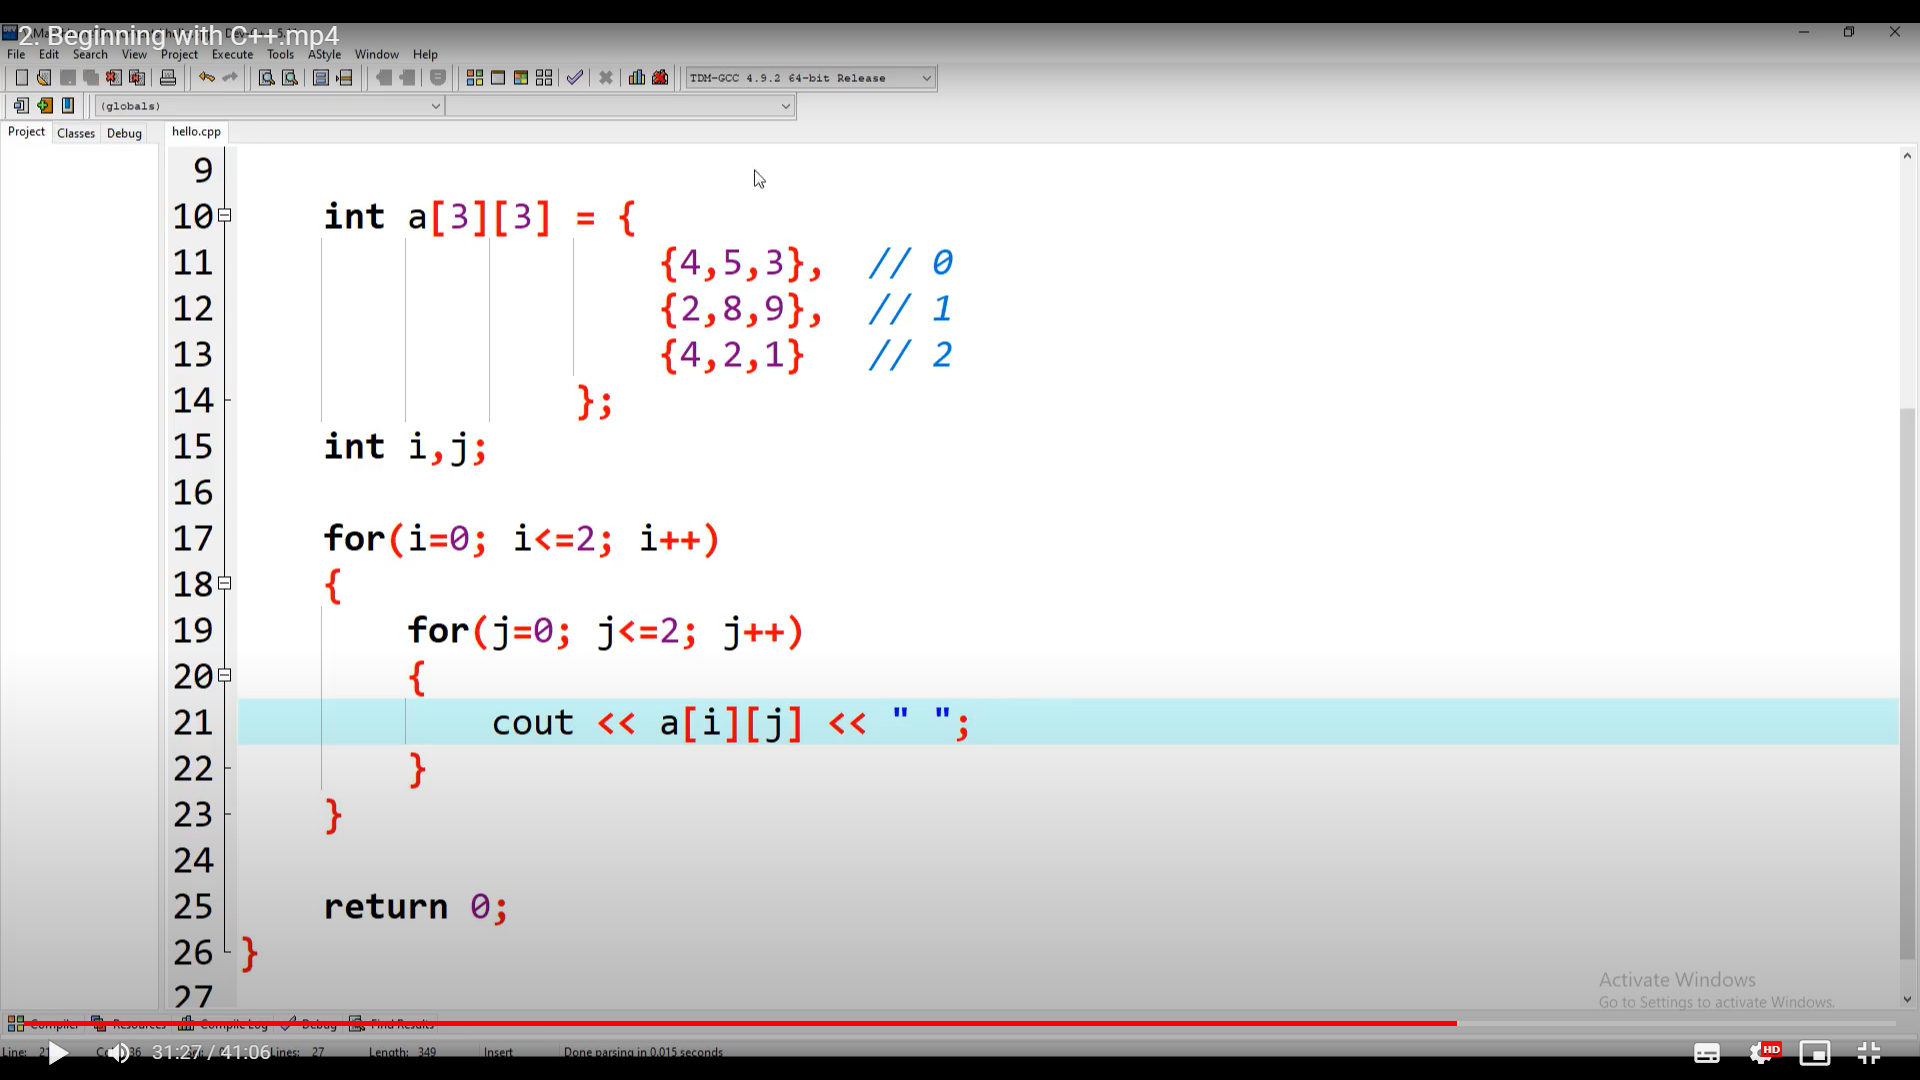 2. Beginning with C++.mp4
File Edit Search View Project Execute Tools AStyle Window Help
TDM-GCC 4.9.2 64-bit Release
(globals)
Project Classes Debug hello.cpp
9
10 int a[3][3] = {
11 {4,5,3}, // 0
12 {2,8,9}, // 1
13 {4,2,1} // 2
14 };
15 int i,j;
16
17 for(i=0; i<=2; i++)
18 {
19 for(j=0; j<=2; j++)
20 {
21 cout << a[i][j] << " ";
22 }
23 }
24
25 return 0;
26 }
27
Activate Windows
Go to Settings to activate Windows.
Compiler Resources Compile Log Debug Find Results
Line: 21 31:27 / 41:06 Lines: 27 Length: 349 Insert Done parsing in 0.015 seconds
HD